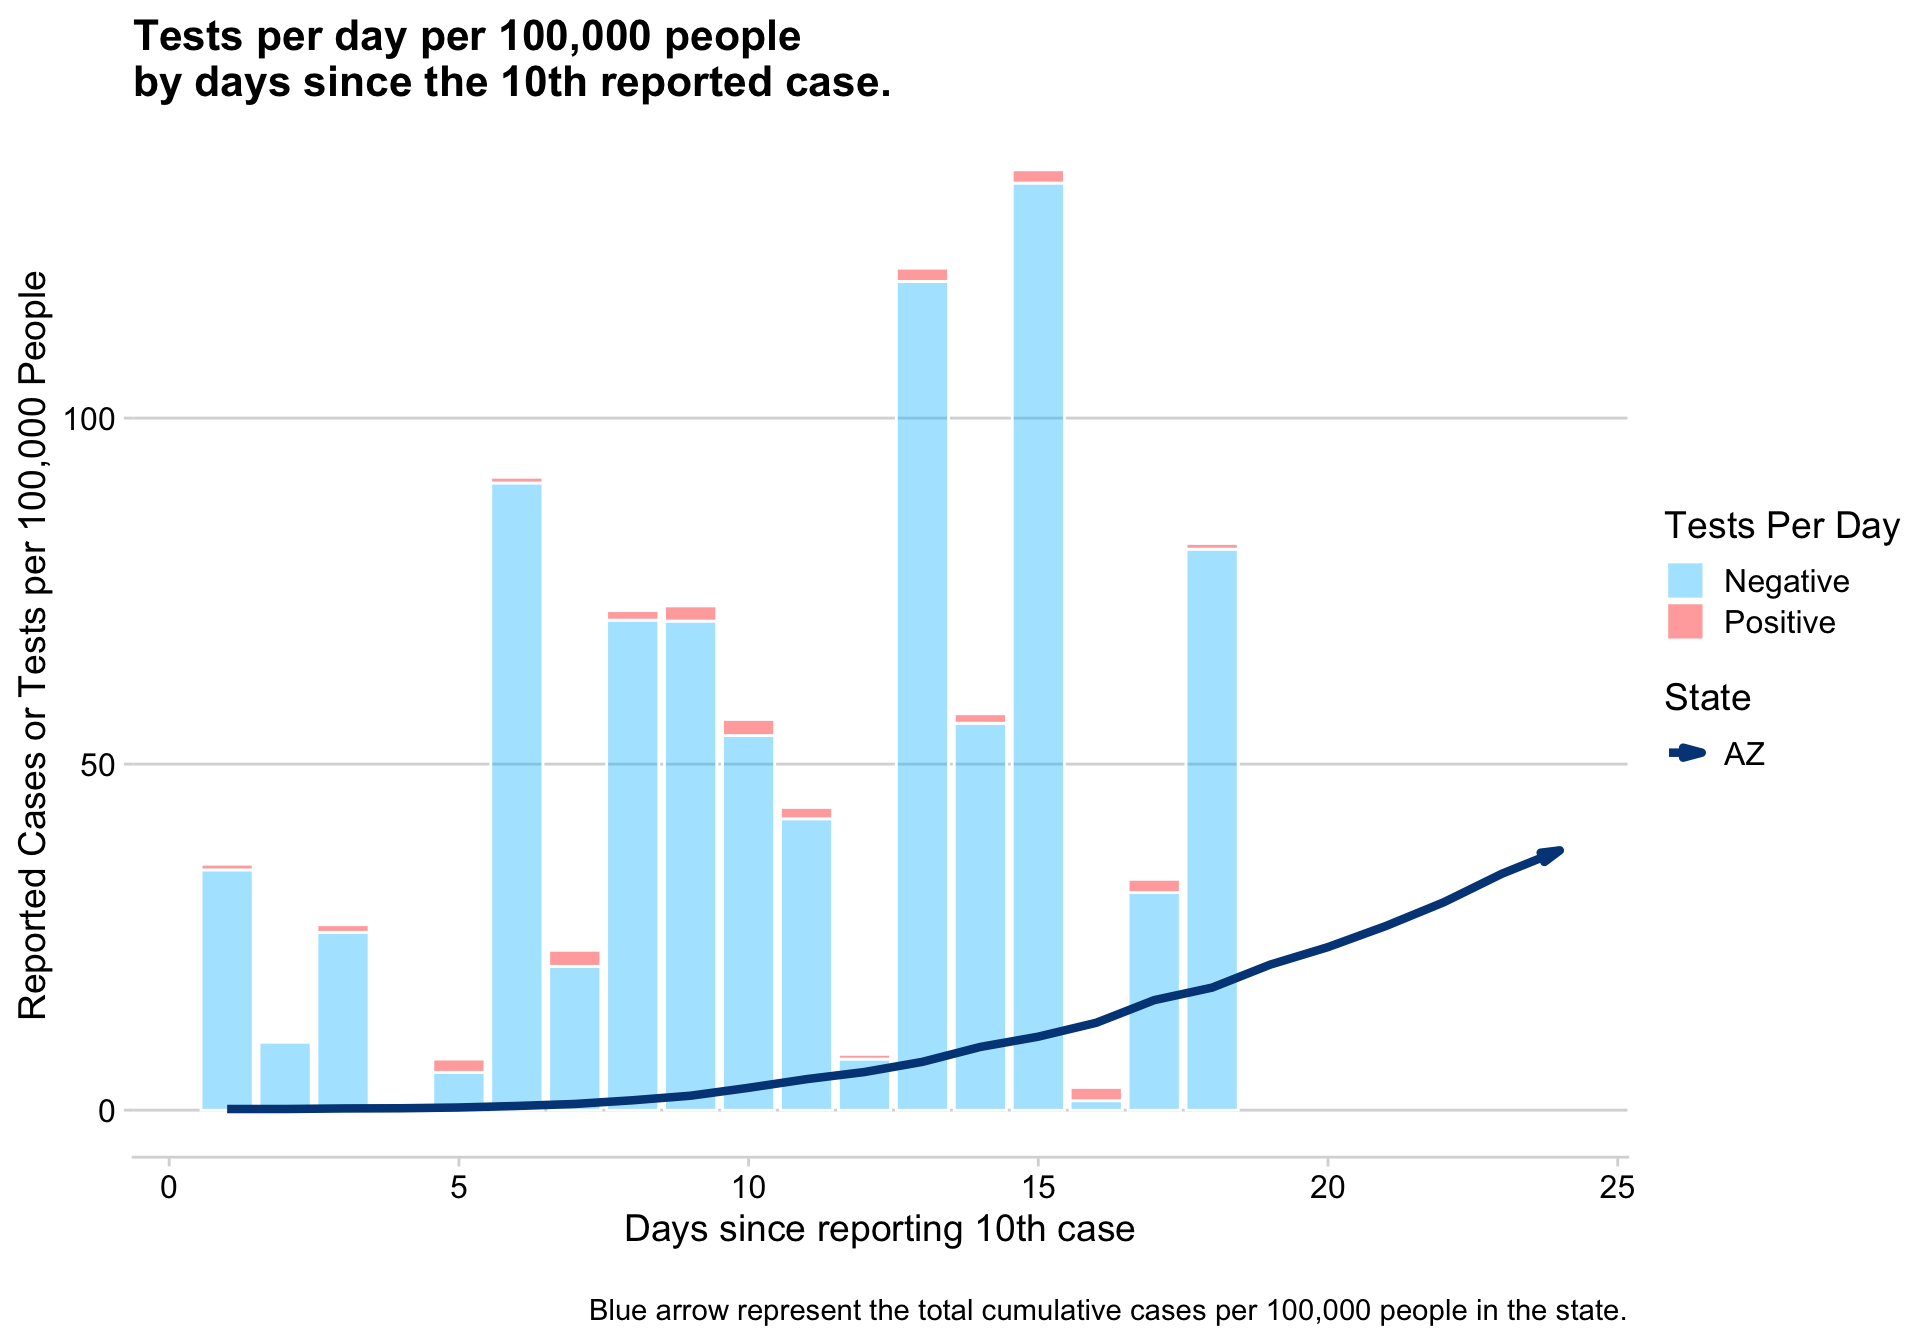 Tests per day per 100,000 people
by days since the 10th reported case.
Reported Cases or Tests per 100,000 People
100
50
0
0
5
10
15
20
25
Days since reporting 10th case
Tests Per Day
Negative
Positive
State
AZ
Blue arrow represent the total cumulative cases per 100,000 people in the state.